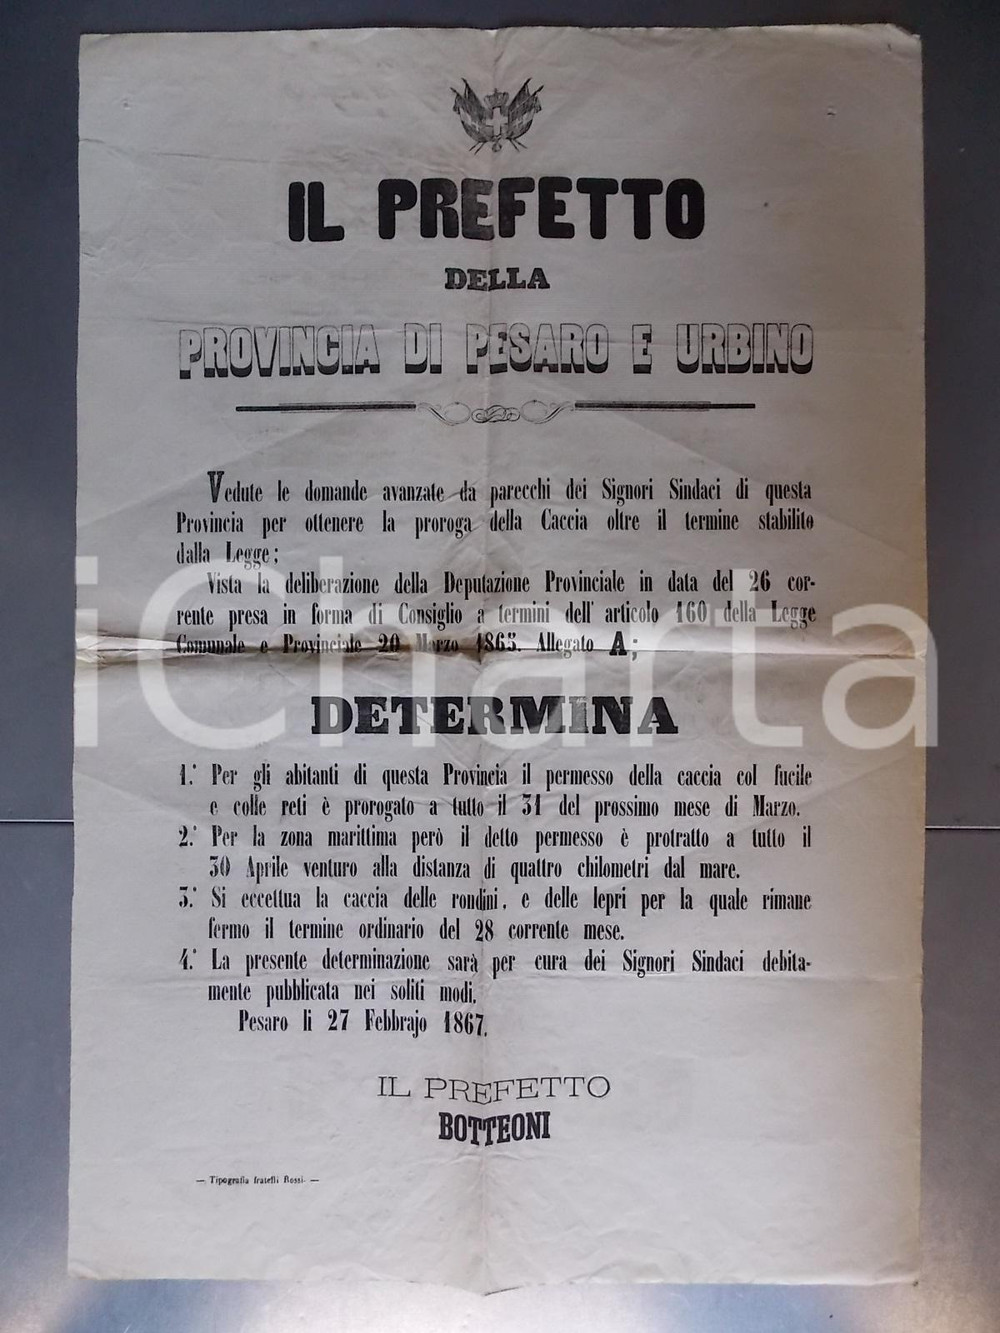 IL PREFETTO
DELLA
PROVINCIA DI PESARO E URBINO
Vedute le domande avanzate da parecchi dei Signori Sindaci di questa
Provincia per ottenere la proroga della Caccia oltre il termine stabilito
dalla Legge;
Vista la deliberazione della Deputazione Provinciale in data del 26 cor-
rente presa in forma di Consiglio a termini dell' articolo 160 della Legge
Comunale e Provinciale 20 Marzo 1865. Allegato A;
iCharta
DETERMINA
1.° Per gli abitanti di questa Provincia il permesso della caccia col fucile
e colle reti è prorogato a tutto il 31 del prossimo mese di Marzo.
2.° Per la zona marittima però il detto permesso è protratto a tutto il
30 Aprile venturo alla distanza di quattro chilometri dal mare.
3.° Si eccettua la caccia delle rondini, e delle lepri per la quale rimane
fermo il termine ordinario del 28 corrente mese.
4.° La presente determinazione sarà per cura dei Signori Sindaci debita-
mente pubblicata nei soliti modi.
Pesaro li 27 Febbrajo 1867.
IL PREFETTO
BOTTEONI
— Tipografia fratelli Rossi. —